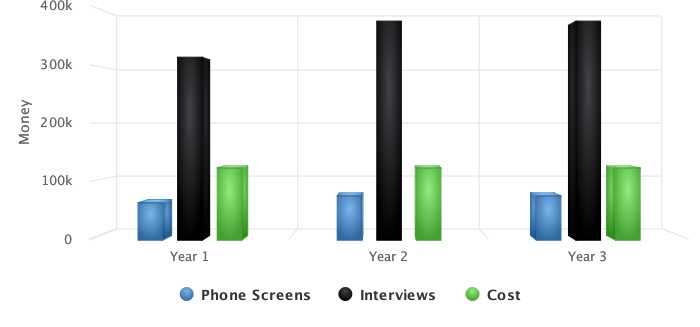 400k
300k
Money
200k
100k
0
Year 1 Year 2 Year 3
Phone Screens Interviews Cost